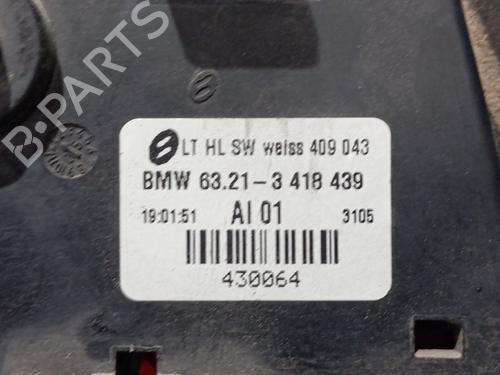 B-PARTS
LT HL SW weiss 409 043
BMW 63.21-3 418 439
19:01:51 AI 01 3105
430064